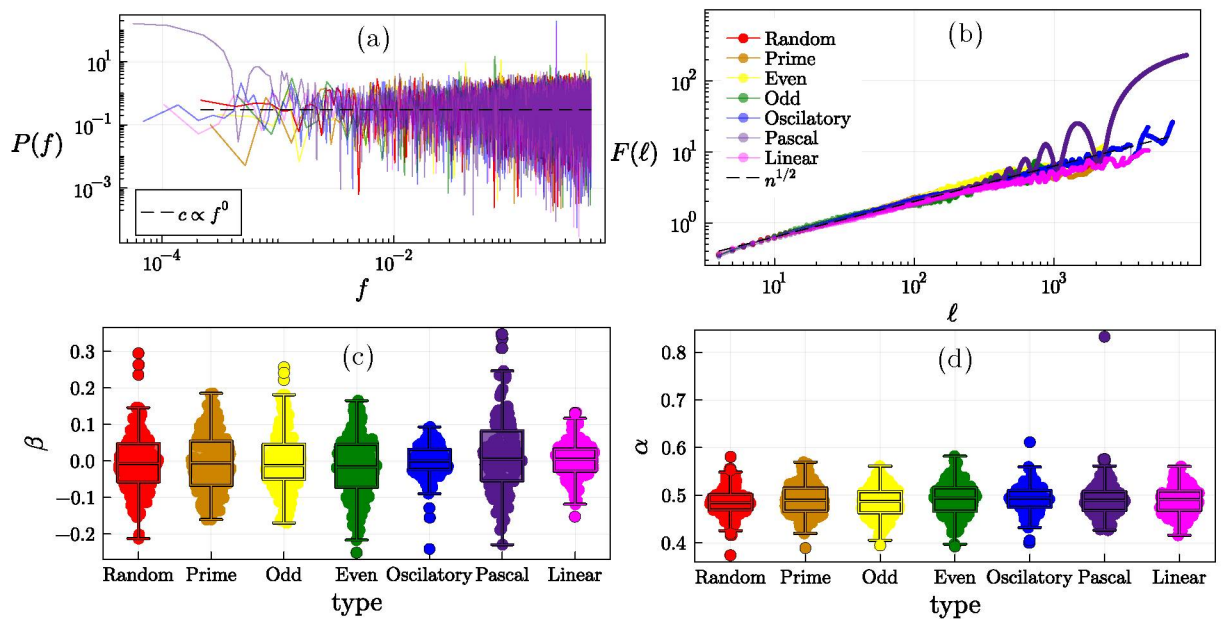 (a)
10^1
10^-1
10^-3
P(f)
c ∝ f^0
10^-4
10^-2
f
(b)
F(ℓ)
10^2
10^1
10^0
Random
Prime
Even
Odd
Oscilatory
Pascal
Linear
n^1/2
10^1
10^2
10^3
ℓ
(c)
β
0.3
0.2
0.1
0.0
−0.1
−0.2
Random Prime Odd Even Oscilatory Pascal Linear
type
(d)
α
0.8
0.7
0.6
0.5
0.4
Random Prime Odd Even Oscilatory Pascal Linear
type